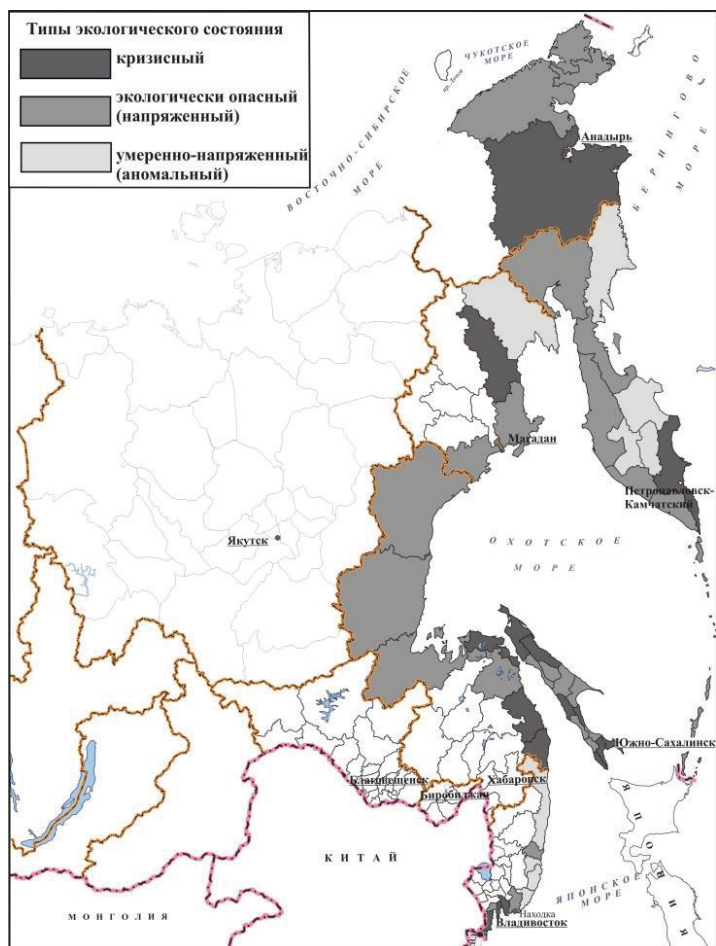 Типы экологического состояния
кризисный
экологически опасный
(напряженный)
умеренно-напряженный
(аномальный)
ЧУКОТСКОЕ
МОРЕ
ВОСТОЧНО-СИБИРСКОЕ
МОРЕ
БЕРИНГОВО
МОРЕ
Анадырь
Магадан
Петропавловск-
Камчатский
Якутск
ОХОТСКОЕ
МОРЕ
Южно-Сахалинск
Благовещенск
Биробиджан
Хабаровск
КИТАЙ
МОНГОЛИЯ
ЯПОНИЯ
ЯПОНСКОЕ
МОРЕ
Находка
Владивосток